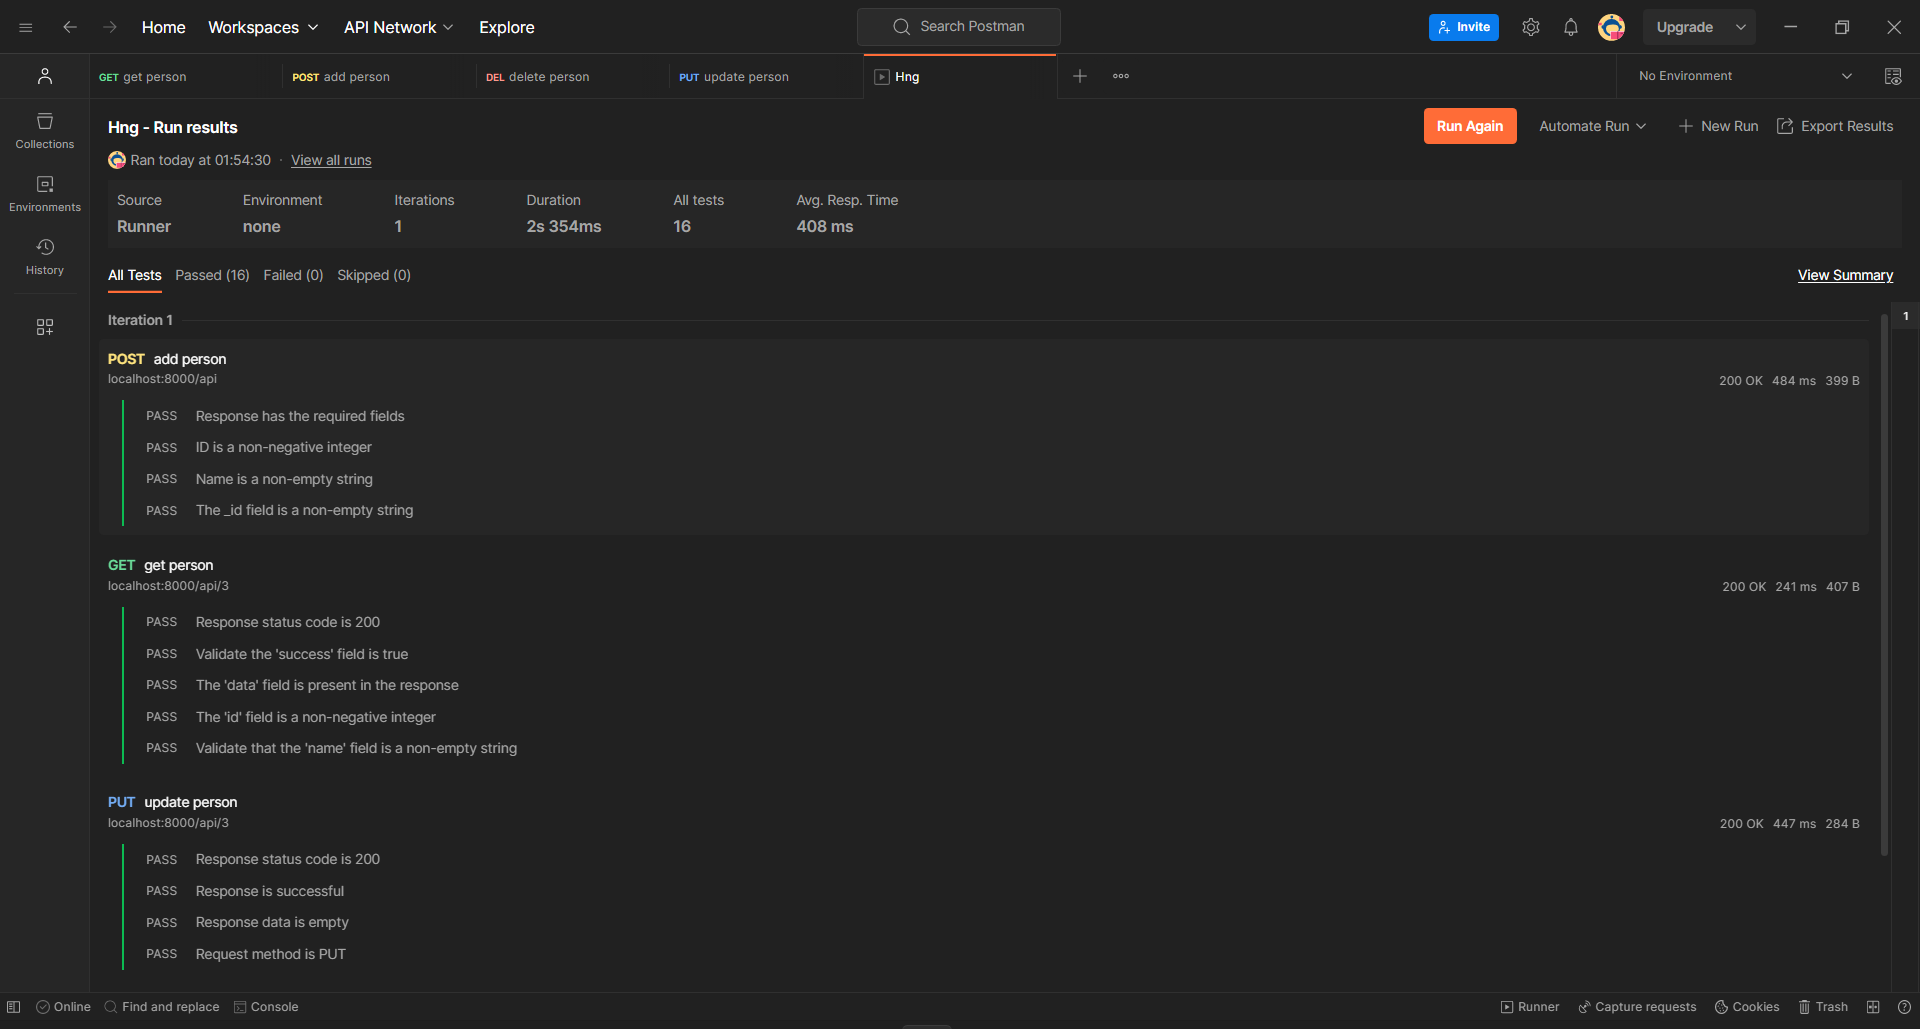 Home Workspaces API Network Explore Search Postman Invite Upgrade
GET get person POST add person DEL delete person PUT update person Hng No Environment
Hng - Run results Run Again Automate Run New Run Export Results
Ran today at 01:54:30 · View all runs
Source Environment Iterations Duration All tests Avg. Resp. Time
Runner none 1 2s 354ms 16 408 ms
All Tests Passed (16) Failed (0) Skipped (0) View Summary
Collections
Environments
History
Iteration 1
1
POST add person
localhost:8000/api 200 OK 484 ms 399 B
PASS Response has the required fields
PASS ID is a non-negative integer
PASS Name is a non-empty string
PASS The _id field is a non-empty string
GET get person
localhost:8000/api/3 200 OK 241 ms 407 B
PASS Response status code is 200
PASS Validate the 'success' field is true
PASS The 'data' field is present in the response
PASS The 'id' field is a non-negative integer
PASS Validate that the 'name' field is a non-empty string
PUT update person
localhost:8000/api/3 200 OK 447 ms 284 B
PASS Response status code is 200
PASS Response is successful
PASS Response data is empty
PASS Request method is PUT
Online Find and replace Console Runner Capture requests Cookies Trash